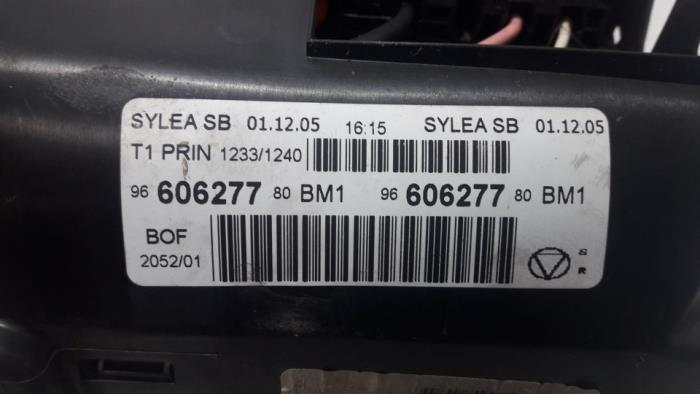 SYLEA SB 01.12.05 16:15 SYLEA SB 01.12.05
T1 PRIN 1233/1240
96 606277 80 BM1 96 606277 80 BM1
BOF
2052/01
S
R